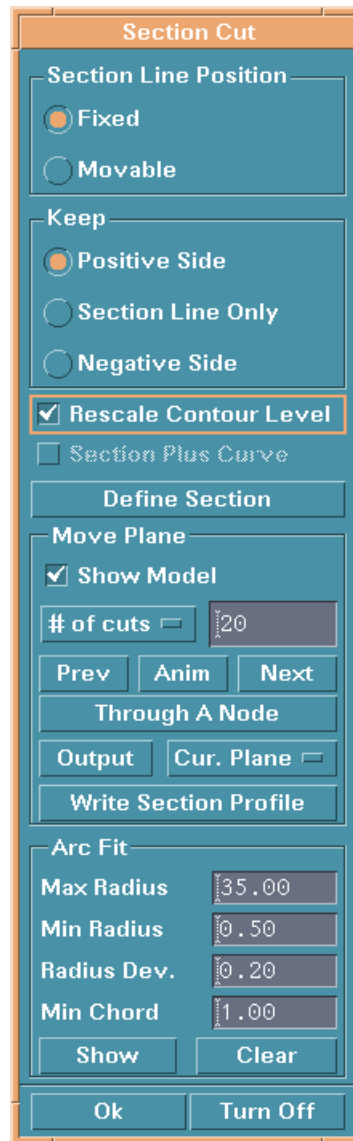 Section Cut
Section Line Position
Fixed
Movable
Keep
Positive Side
Section Line Only
Negative Side
Rescale Contour Level
Section Plus Curve
Define Section
Move Plane
Show Model
# of cuts 20
Prev Anim Next
Through A Node
Output Cur. Plane
Write Section Profile
Arc Fit
Max Radius 35.00
Min Radius 0.50
Radius Dev. 0.20
Min Chord 1.00
Show Clear
Ok Turn Off